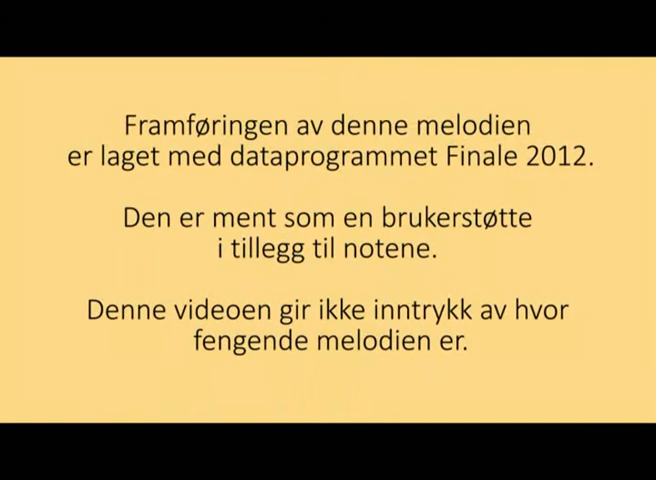 Framføringen av denne melodien
er laget med dataprogrammet Finale 2012.
Den er ment som en brukerstøtte
i tillegg til notene.
Denne videoen gir ikke inntrykk av hvor
fengende melodien er.